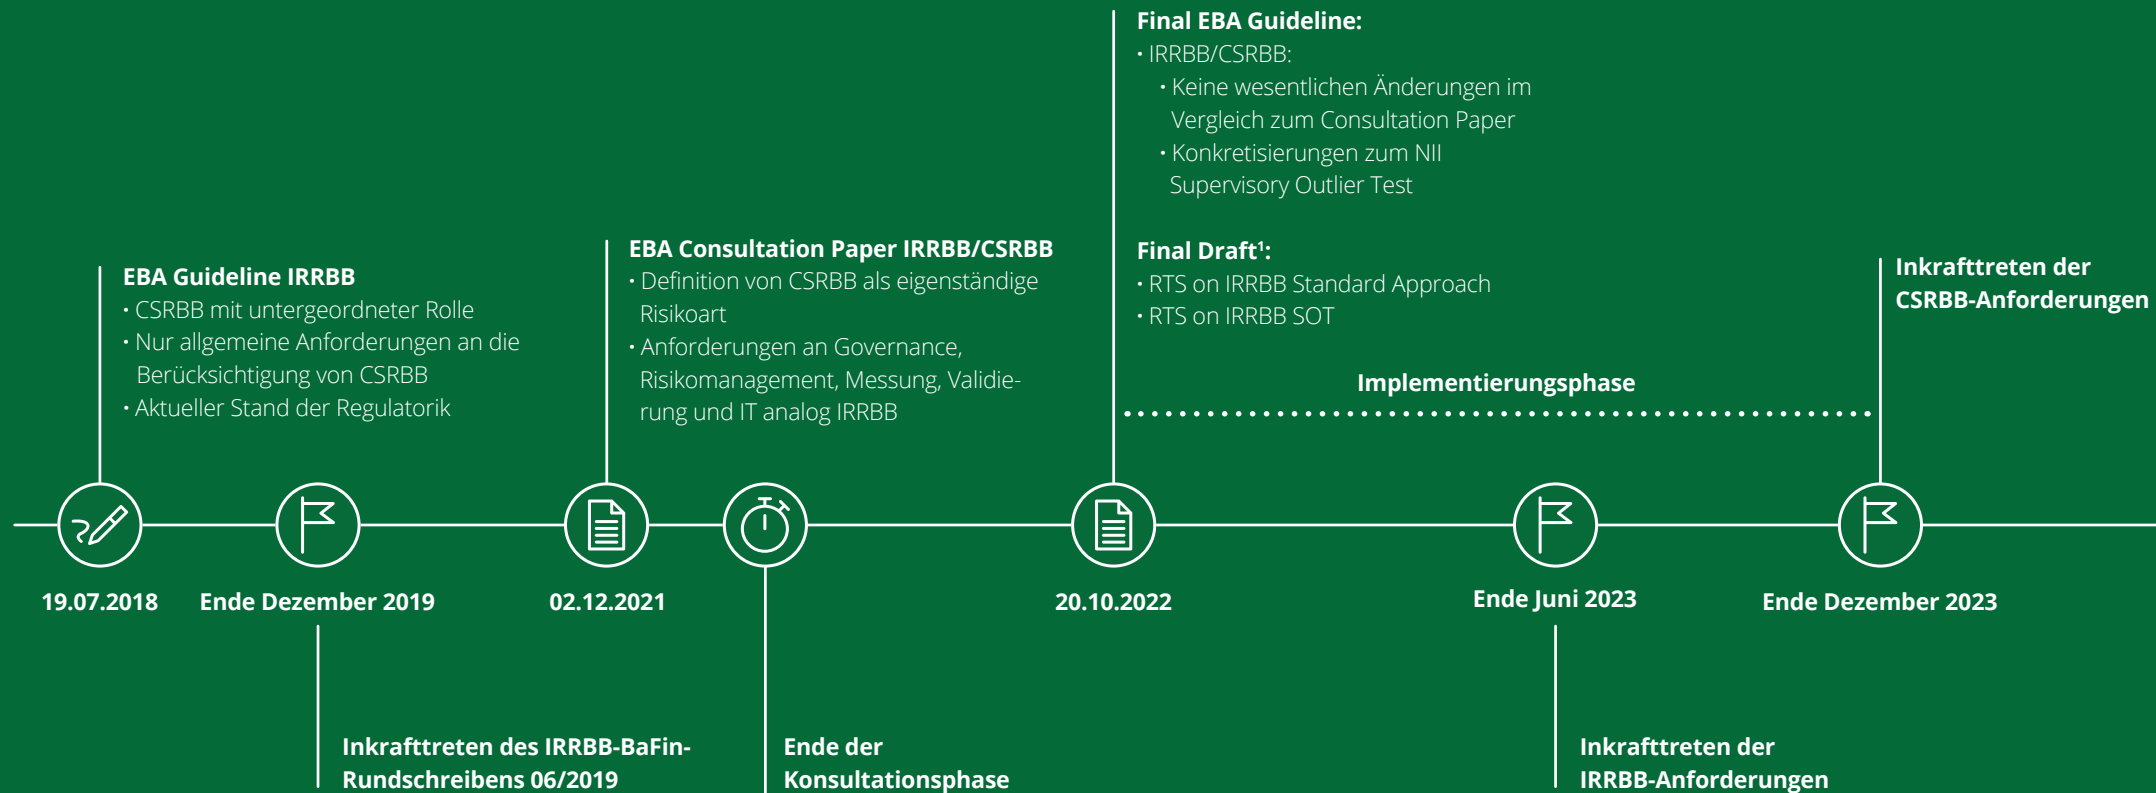 Final EBA Guideline:
• IRRBB/CSRBB:
• Keine wesentlichen Änderungen im
Vergleich zum Consultation Paper
• Konkretisierungen zum NII
Supervisory Outlier Test
Final Draft¹:
• RTS on IRRBB Standard Approach
• RTS on IRRBB SOT
EBA Guideline IRRBB
• CSRBB mit untergeordneter Rolle
• Nur allgemeine Anforderungen an die
Berücksichtigung von CSRBB
• Aktueller Stand der Regulatorik
EBA Consultation Paper IRRBB/CSRBB
• Definition von CSRBB als eigenständige
Risikoart
• Anforderungen an Governance,
Risikomanagement, Messung, Validie-
rung und IT analog IRRBB
Inkrafttreten der
CSRBB-Anforderungen
Implementierungsphase
19.07.2018
Ende Dezember 2019
02.12.2021
20.10.2022
Ende Juni 2023
Ende Dezember 2023
Inkrafttreten des IRRBB-BaFin-
Rundschreibens 06/2019
Ende der
Konsultationsphase
Inkrafttreten der
IRRBB-Anforderungen